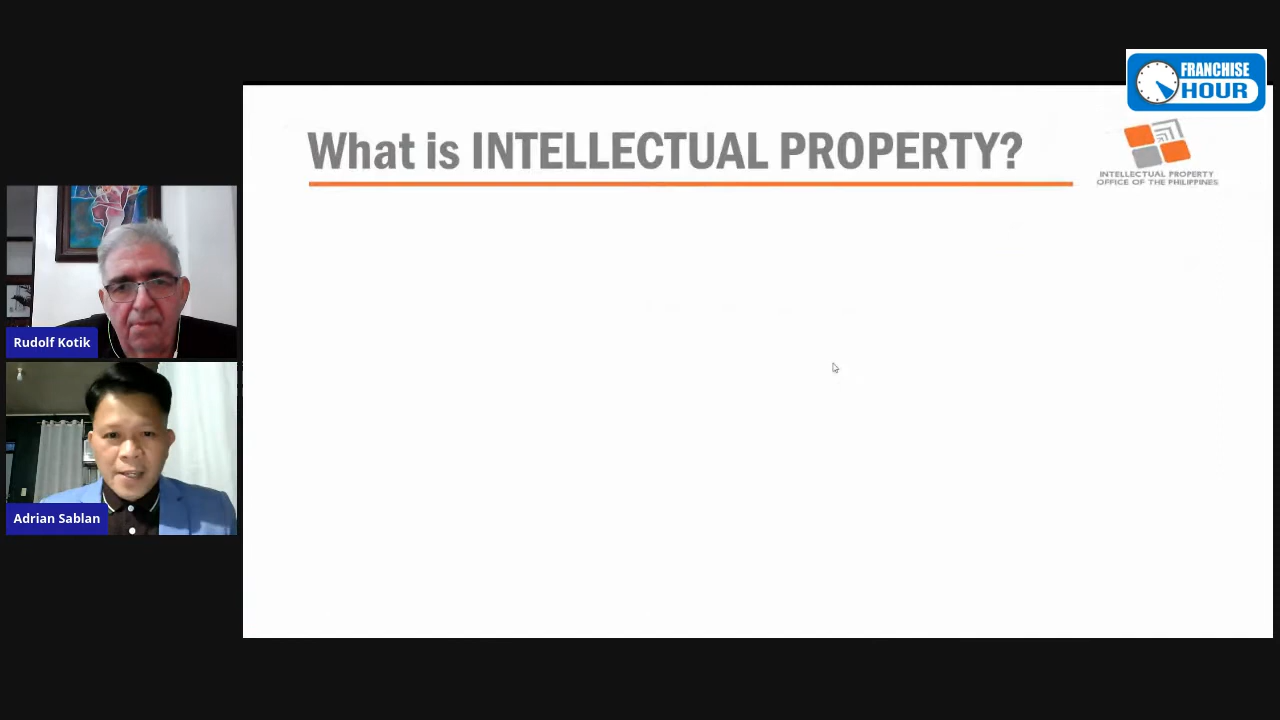 FRANCHISE
HOUR
What is INTELLECTUAL PROPERTY?
INTELLECTUAL PROPERTY
OFFICE OF THE PHILIPPINES
Rudolf Kotik
Adrian Sablan